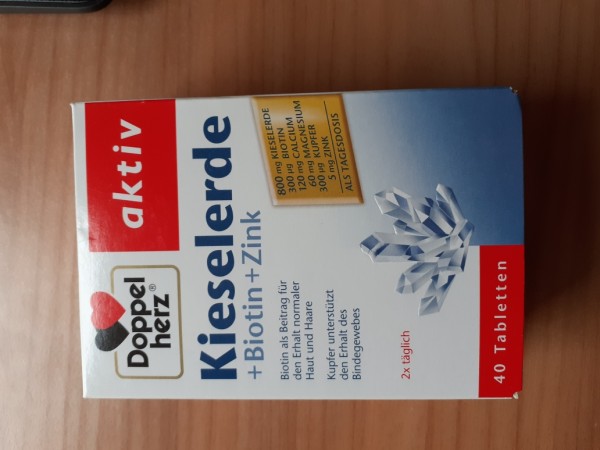 Doppel
herz®
aktiv
Kieselerde
+ Biotin + Zink
800 mg KIESELERDE
300 µg BIOTIN
120 mg CALCIUM
60 mg MAGNESIUM
300 µg KUPFER
5 mg ZINK
ALS TAGESDOSIS
Biotin als Beitrag für
den Erhalt normaler
Haut und Haare
Kupfer unterstützt
den Erhalt des
Bindegewebes
2x täglich
40 Tabletten